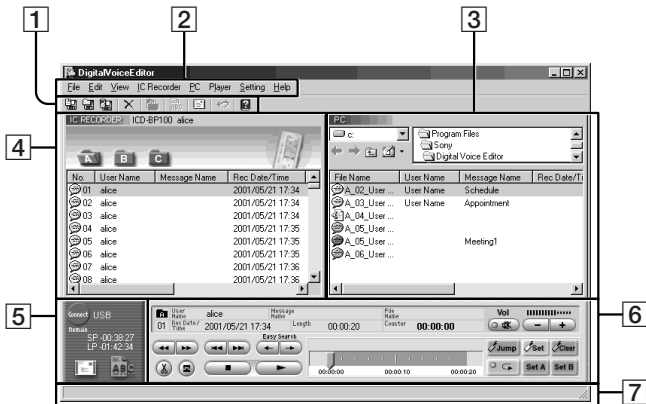 1
2
3
DigitalVoiceEditor
File Edit View IC Recorder PC Player Setting Help
4
IC RECORDER ICD-BP100 alice
A B C
No. User Name Message Name Rec Date/Time
01 alice 2001/05/21 17:34
02 alice 2001/05/21 17:34
03 alice 2001/05/21 17:34
04 alice 2001/05/21 17:35
05 alice 2001/05/21 17:35
06 alice 2001/05/21 17:35
07 alice 2001/05/21 17:36
08 alice 2001/05/21 17:36
PC
c:
Program Files
Sony
Digital Voice Editor
File Name User Name Message Name Rec Date/Ti
A_02_User ... User Name Schedule
A_03_User ... User Name Appointment
A_04_User ...
A_05_User ...
A_05_User ... Meeting1
A_06_User ...
5
Connect USB
Remain
SP -00:38:27
LP -01:42:34
ABC
6
A User Name alice Message Name File Name
01 Rec Date/Time 2001/05/21 17:34 Length 00:00:20 Counter 00:00:00
Easy Search
00:00:00 00:00:10 00:00:20
Vol
- +
Jump Set Clear
Set A Set B
7